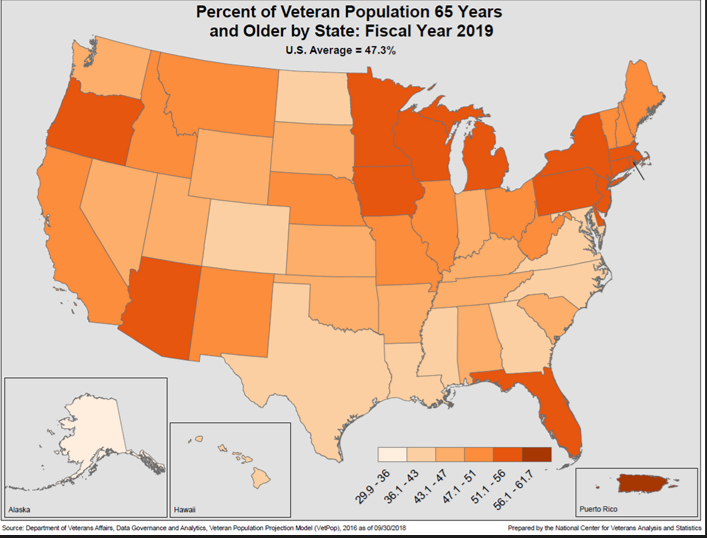 Percent of Veteran Population 65 Years
and Older by State: Fiscal Year 2019
U.S. Average = 47.3%
Alaska
Hawaii
29.9 - 36
36.1 - 43
43.1 - 47
47.1 - 51
51.1 - 56
56.1 - 61.7
Puerto Rico
Source: Department of Veterans Affairs, Data Governance and Analytics, Veteran Population Projection Model (VetPop), 2016 as of 09/30/2018
Prepared by the National Center for Veterans Analysis and Statistics